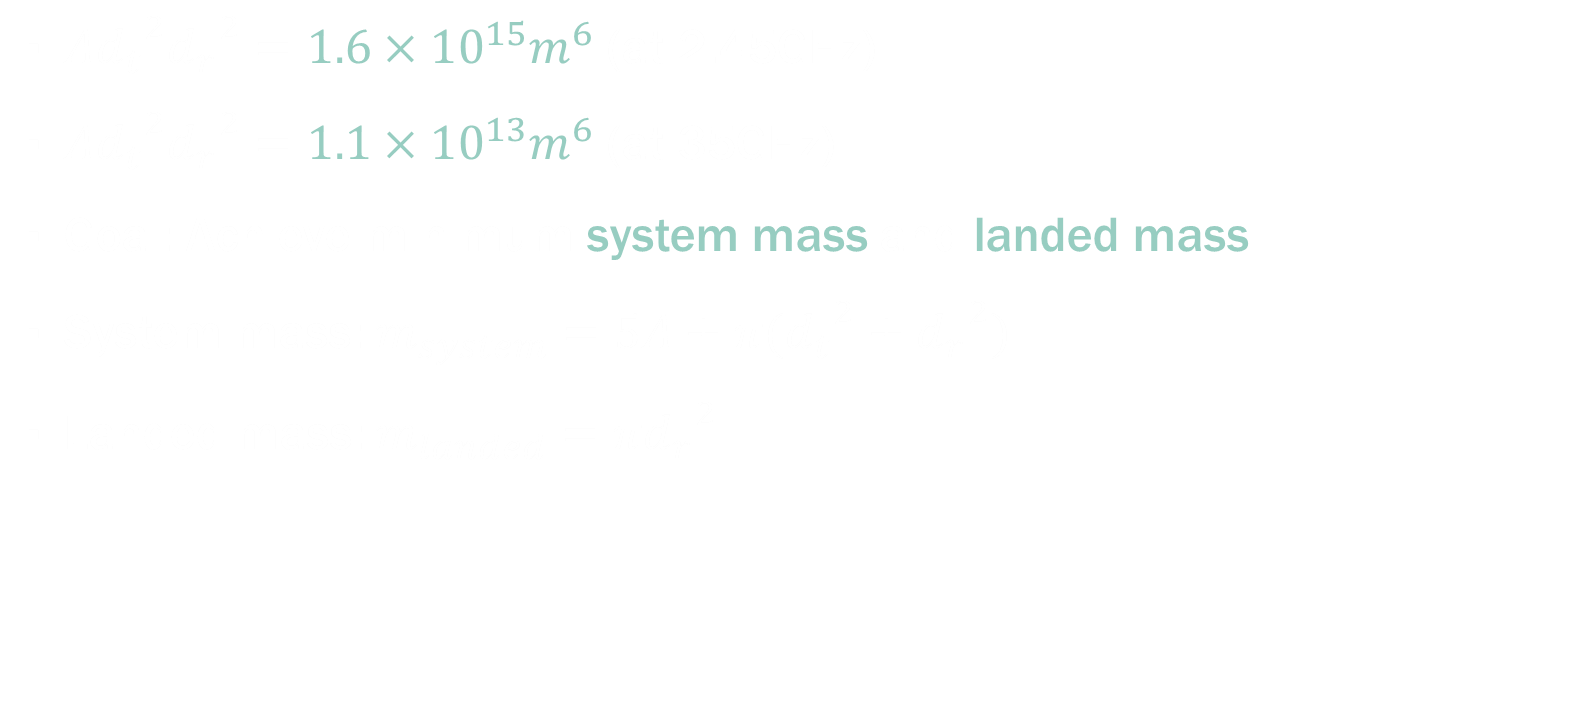 1.6 × 10¹⁵m⁶
1.1 × 10¹³m⁶
system mass landed mass